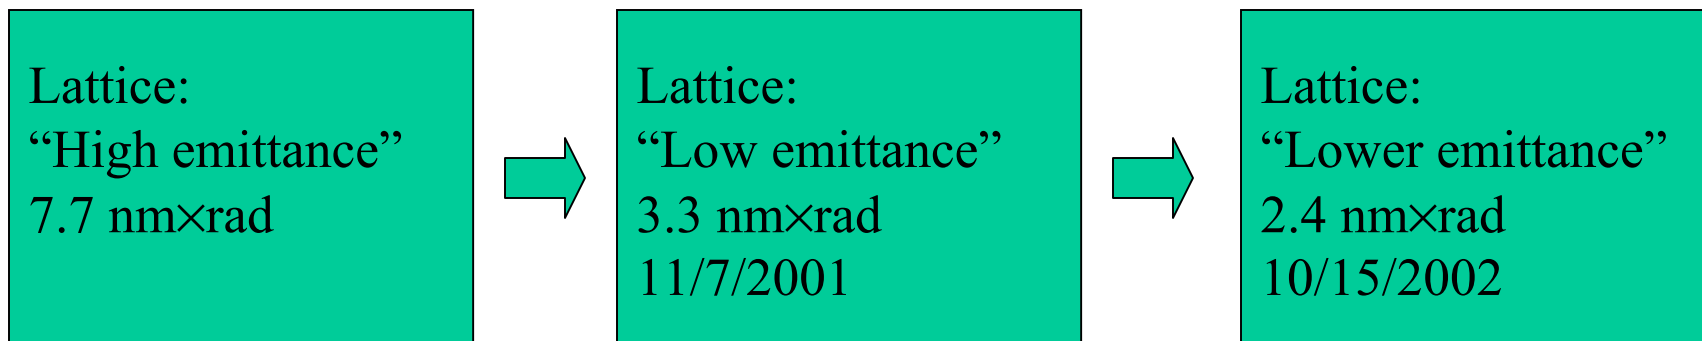 Lattice:
“High emittance”
7.7 nm×rad
Lattice:
“Low emittance”
3.3 nm×rad
11/7/2001
Lattice:
“Lower emittance”
2.4 nm×rad
10/15/2002